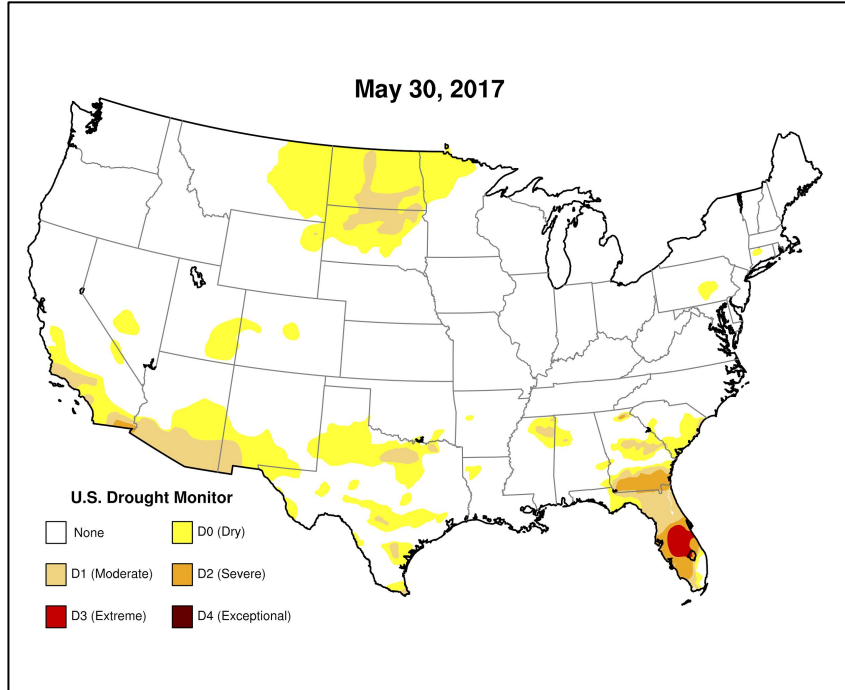 May 30, 2017
U.S. Drought Monitor
None
D0 (Dry)
D1 (Moderate)
D2 (Severe)
D3 (Extreme)
D4 (Exceptional)